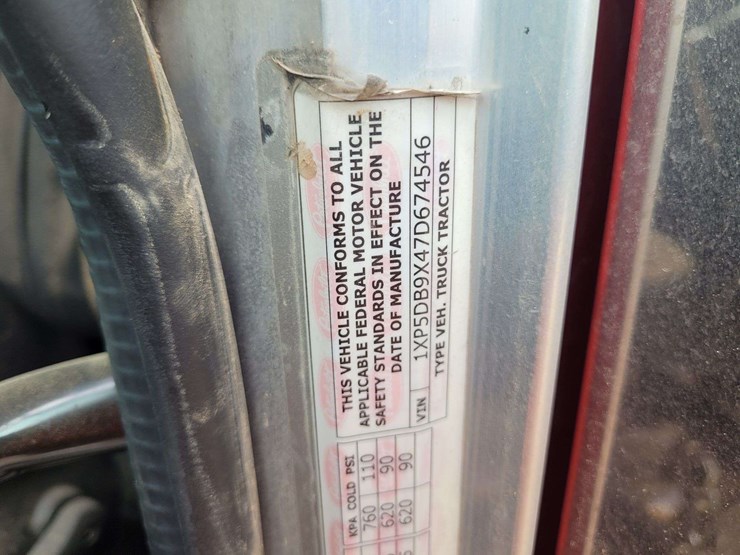 THIS VEHICLE CONFORMS TO ALL
APPLICABLE FEDERAL MOTOR VEHICLE
SAFETY STANDARDS IN EFFECT ON THE
DATE OF MANUFACTURE
VIN 1XP5DB9X47D674546
TYPE VEH. TRUCK TRACTOR
KPA COLD PSI
760 110
620 90
620 90